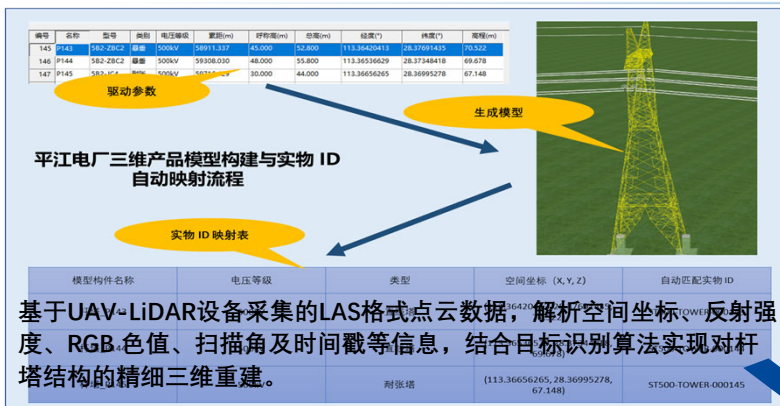 编号 名称 型号 类别 电压等级 累距(m) 呼称高(m) 总高(m) 经度(°) 纬度(°) 高程(m)
145 P143 5B2-ZBC2 悬垂 500kV 58911.337 45.000 52.800 113.36420413 28.37691435 70.522
146 P144 5B2-ZBC2 悬垂 500kV 59308.030 48.000 55.800 113.36536629 28.37348418 69.678
147 P145 500kV 30.000 44.000 113.36656265 28.36995278 67.148
驱动参数
生成模型
平江电厂三维产品模型构建与实物 ID
自动映射流程
实物 ID 映射表
模型构件名称 电压等级 类型 空间坐标 (X, Y, Z) 自动匹配实物 ID
基于UAV-LiDAR设备采集的LAS格式点云数据，解析空间坐标、反射强
度、RGB 色值、扫描角及时间戳等信息，结合目标识别算法实现对杆
塔结构的精细三维重建。
耐张塔 (113.36656265, 28.36995278, ST500-TOWER-000145
67.148)